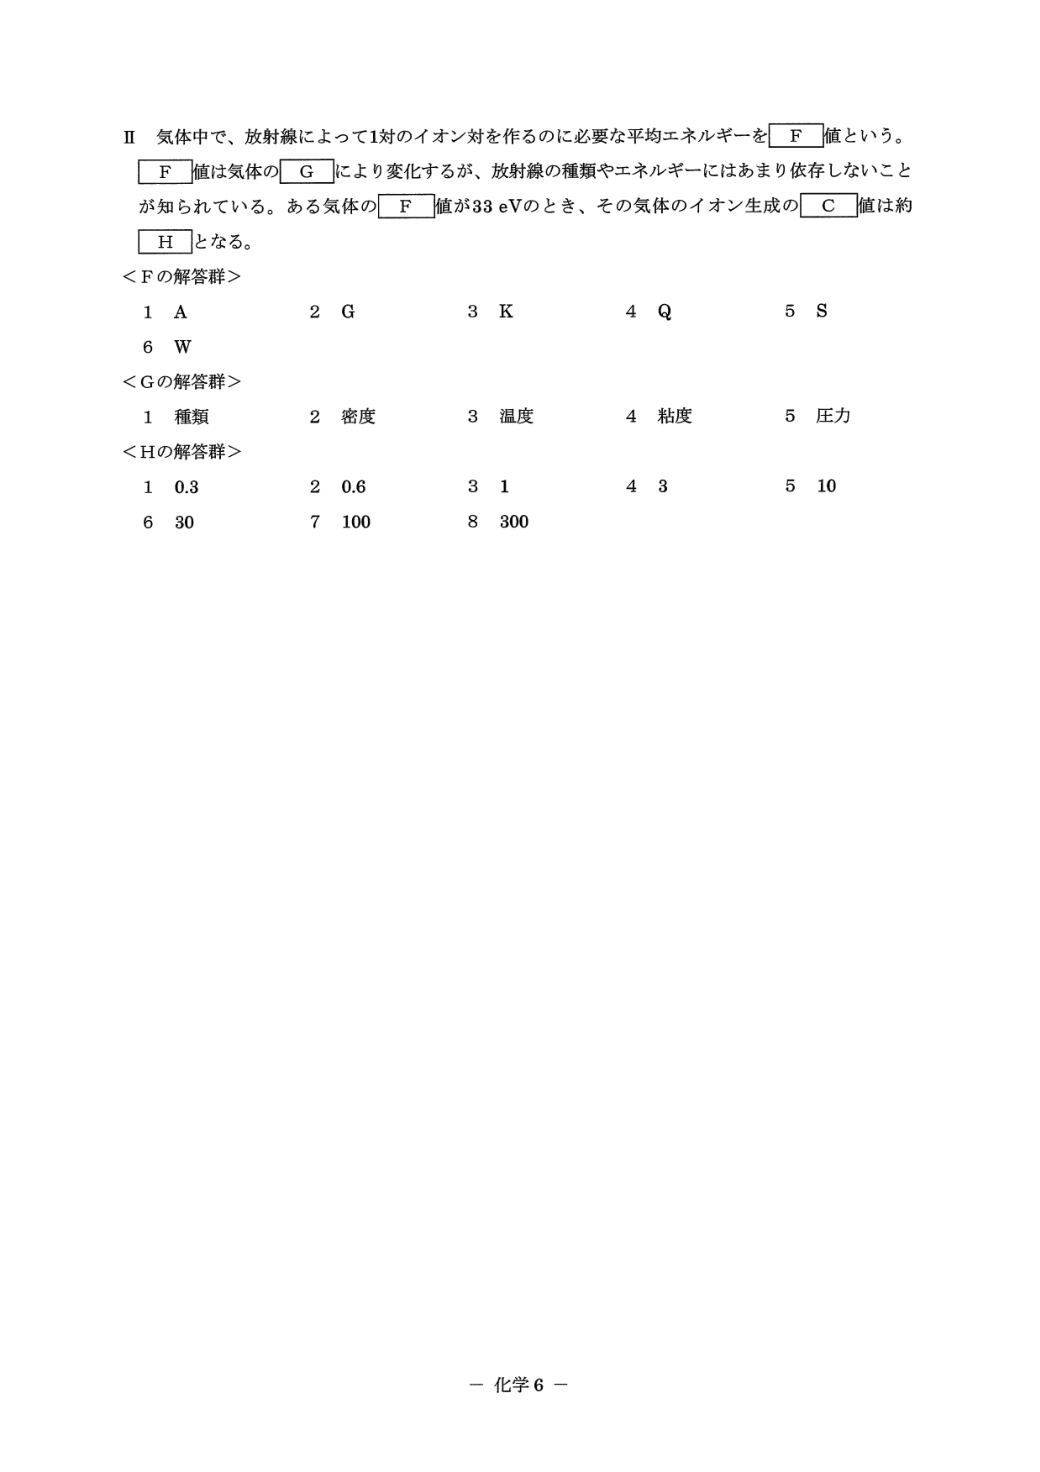 Ⅱ 気体中で、放射線によって1対のイオン対を作るのに必要な平均エネルギーを F 値という。
F 値は気体の G により変化するが、放射線の種類やエネルギーにはあまり依存しないこと
が知られている。ある気体の F 値が33 eVのとき、その気体のイオン生成の C 値は約
H となる。
＜Fの解答群＞
1 A 2 G 3 K 4 Q 5 S
6 W
＜Gの解答群＞
1 種類 2 密度 3 温度 4 粘度 5 圧力
＜Hの解答群＞
1 0.3 2 0.6 3 1 4 3 5 10
6 30 7 100 8 300
－ 化学6 －